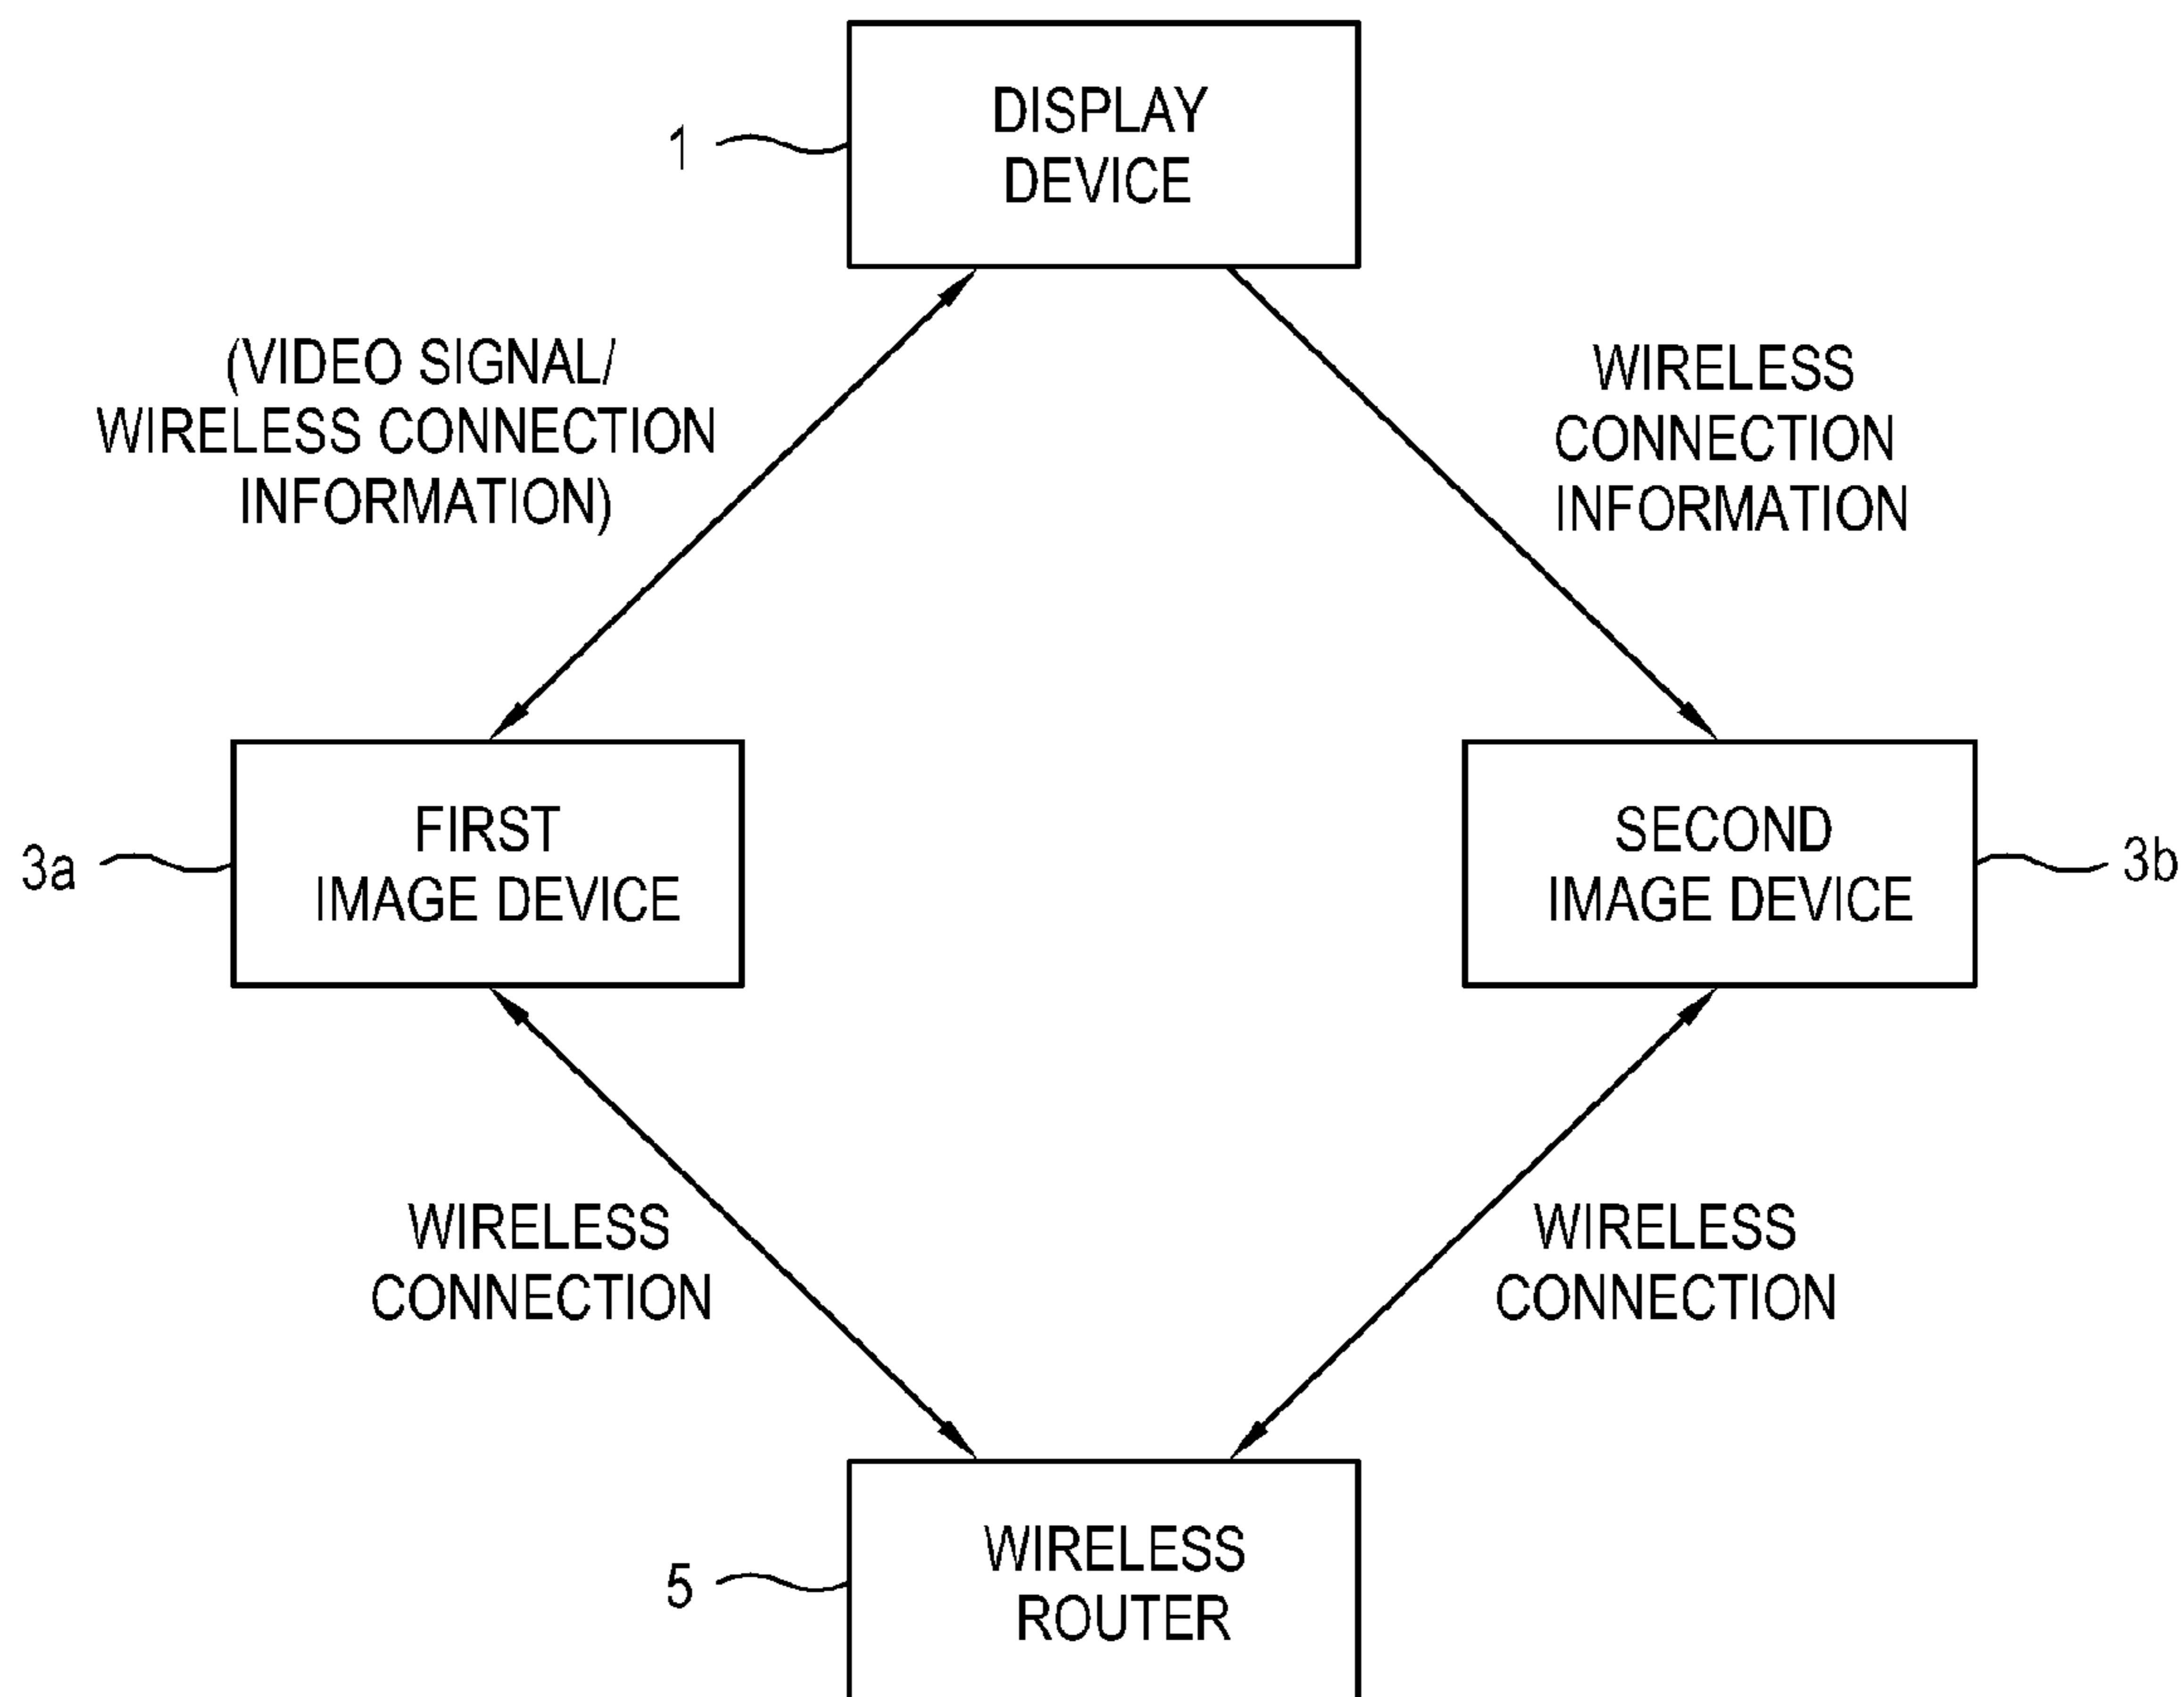 DISPLAY
DEVICE
1
(VIDEO SIGNAL/
WIRELESS CONNECTION
INFORMATION)
WIRELESS
CONNECTION
INFORMATION
FIRST
IMAGE DEVICE
3a
SECOND
IMAGE DEVICE
3b
WIRELESS
CONNECTION
WIRELESS
CONNECTION
WIRELESS
ROUTER
5